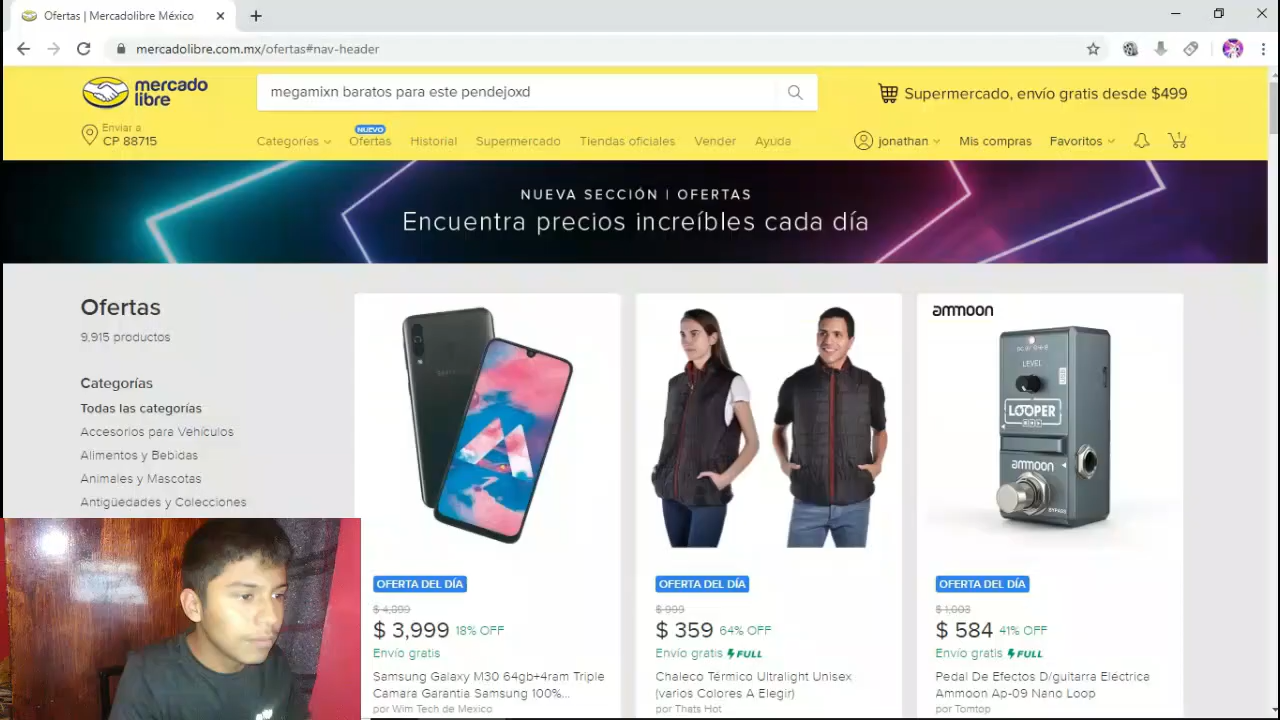 Ofertas | Mercadolibre México
mercadolibre.com.mx/ofertas#nav-header
mercado
libre
megamixn baratos para este pendejoxd
Supermercado, envío gratis desde $499
Enviar a
CP 88715
Categorías
NUEVO
Ofertas
Historial
Supermercado
Tiendas oficiales
Vender
Ayuda
jonathan
Mis compras
Favoritos
1
NUEVA SECCIÓN | OFERTAS
Encuentra precios increíbles cada día
Ofertas
9,915 productos
Categorías
Todas las categorías
Accesorios para Vehículos
Alimentos y Bebidas
Animales y Mascotas
Antigüedades y Colecciones
SAMSUNG
OFERTA DEL DÍA
$ 4,899
$ 3,999 18% OFF
Envío gratis
Samsung Galaxy M30 64gb+4ram Triple
Camara Garantia Samsung 100%...
por Wim Tech de Mexico
OFERTA DEL DÍA
$ 999
$ 359 64% OFF
Envío gratis FULL
Chaleco Térmico Ultralight Unisex
(varios Colores A Elegir)
por Thats Hot
ammoon
LEVEL
LOOPER
ammoon
BYPASS
OFERTA DEL DÍA
$ 1,003
$ 584 41% OFF
Envío gratis FULL
Pedal De Efectos D/guitarra Eléctrica
Ammoon Ap-09 Nano Loop
por Tomtop